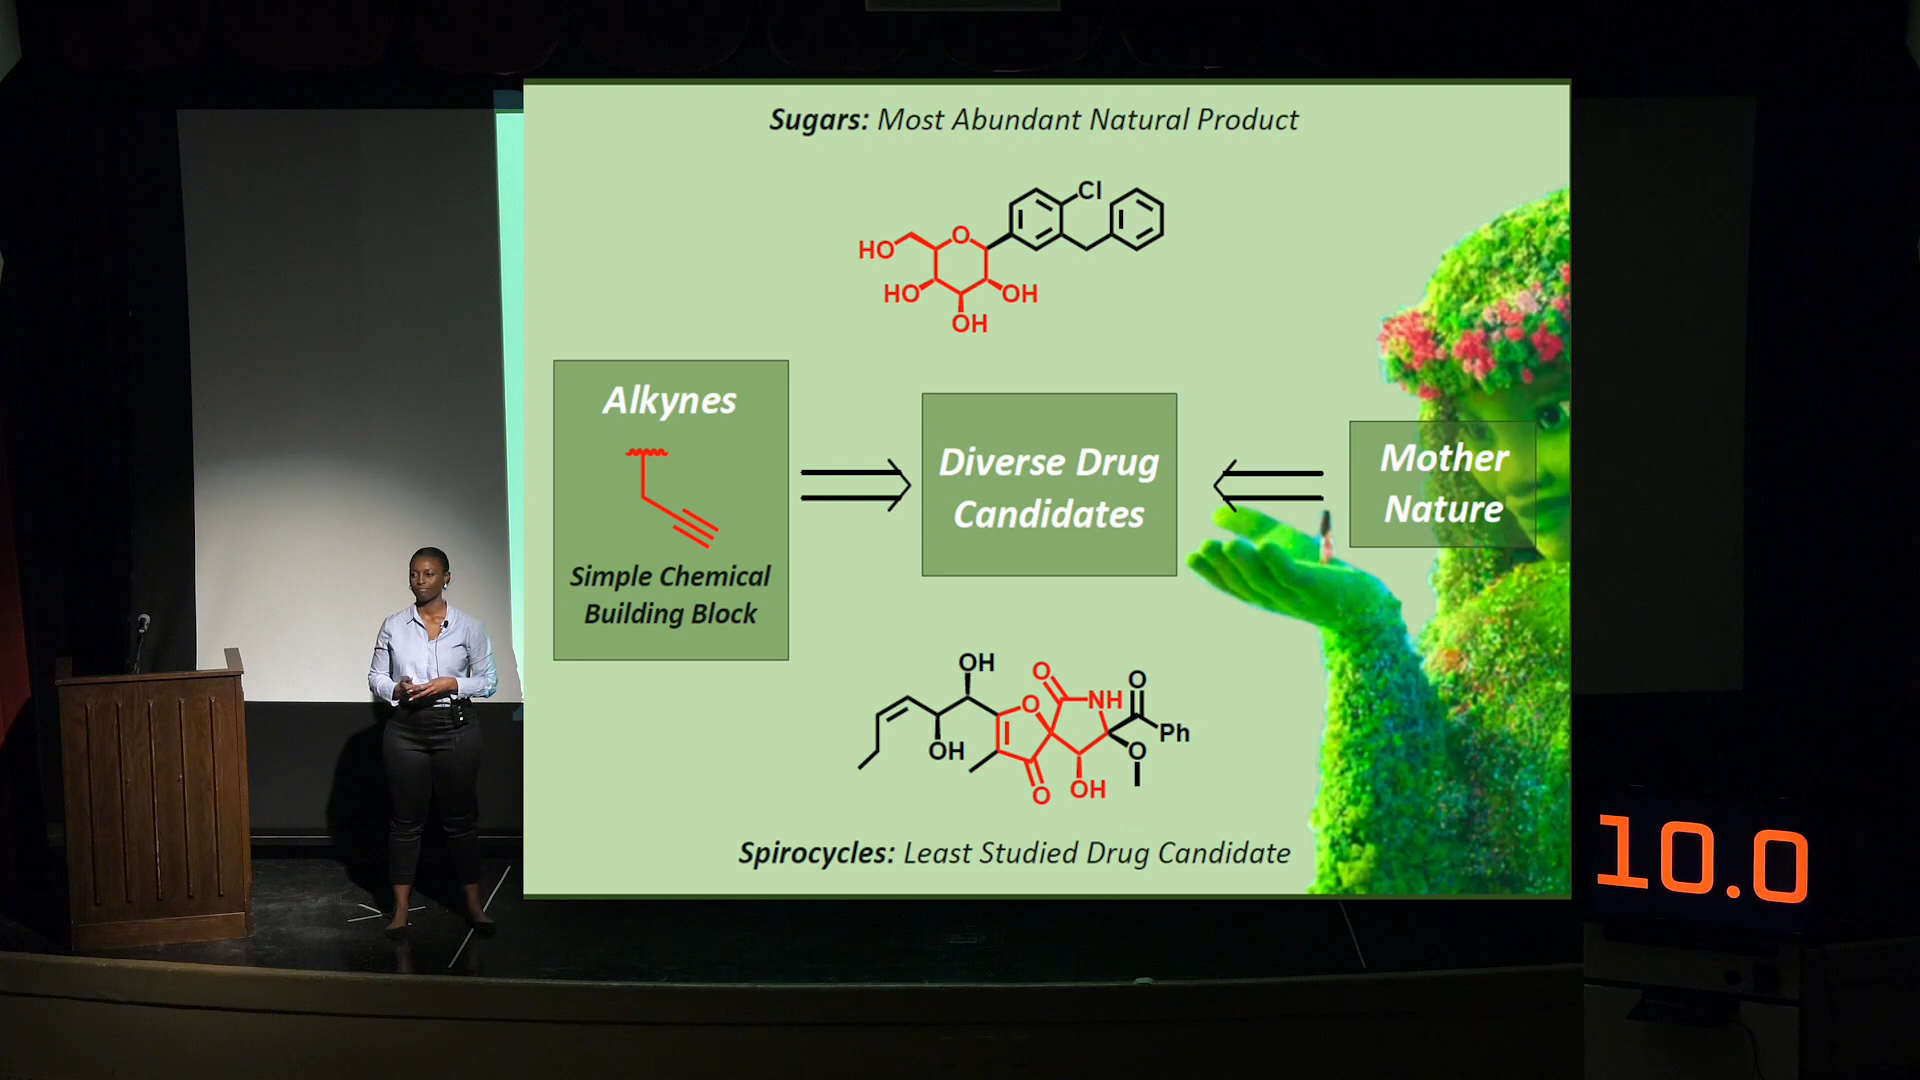 Sugars: Most Abundant Natural Product
Cl
O
HO
HO
OH
OH
Alkynes
Simple Chemical
Building Block
Diverse Drug
Candidates
Mother
Nature
OH
O
O
O
NH
Ph
OH
O
O
OH
Spirocycles: Least Studied Drug Candidate
10.0